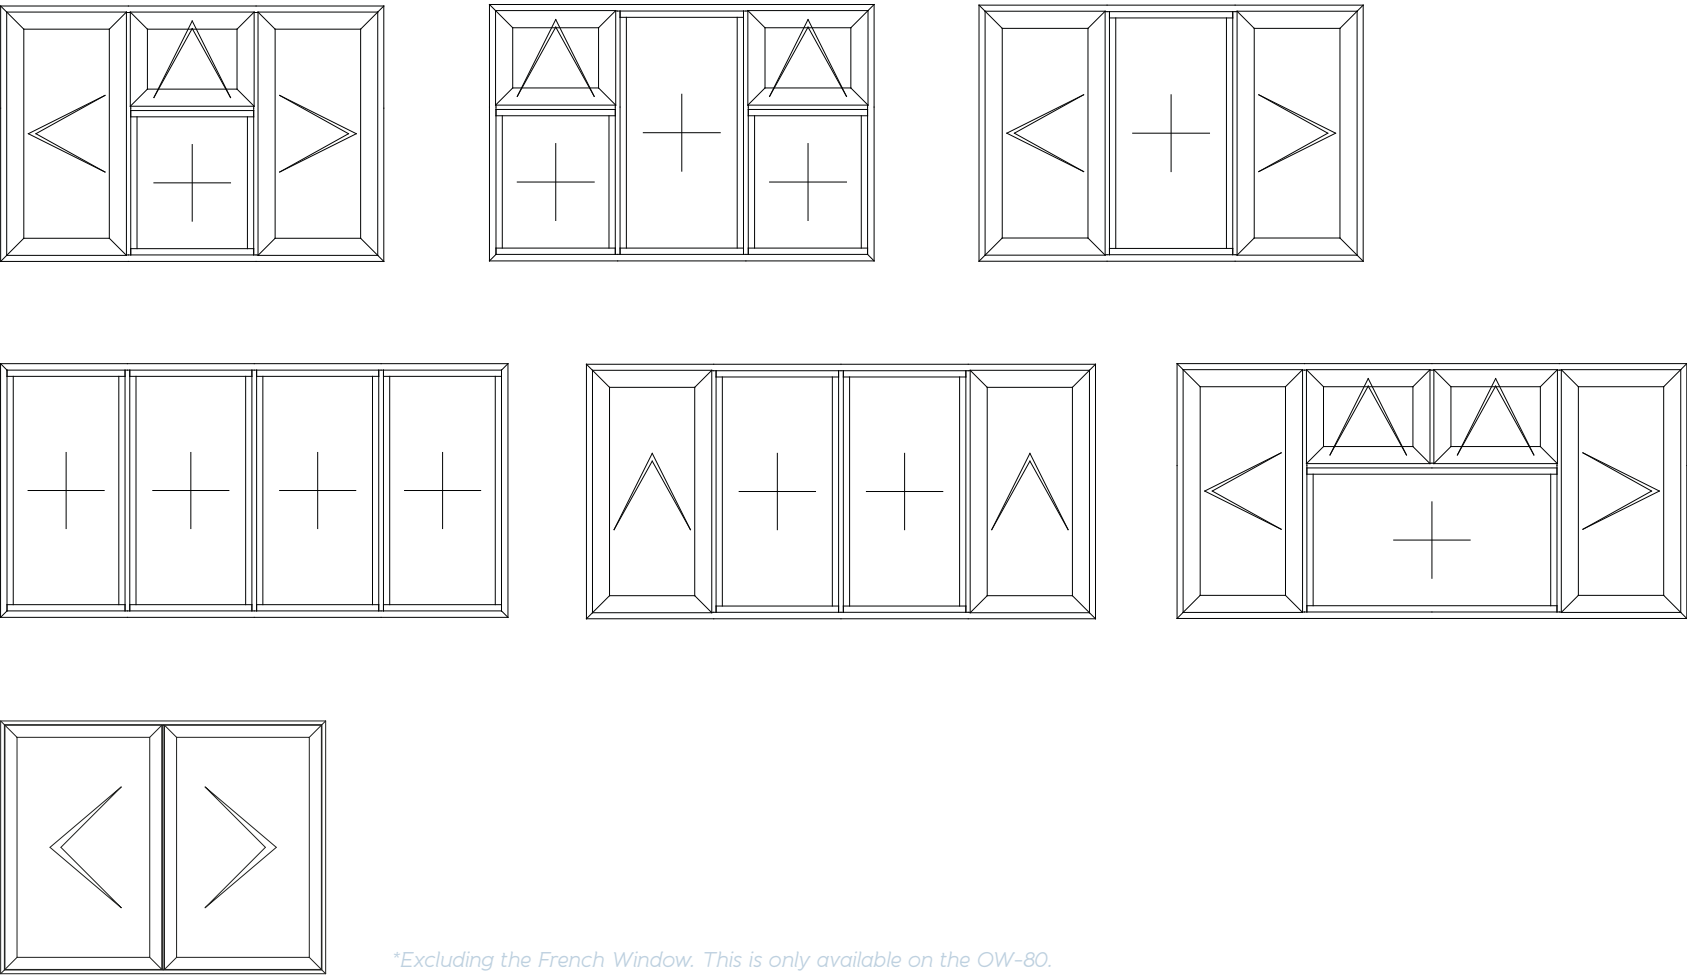 *Excluding the French Window. This is only available on the OW-80.